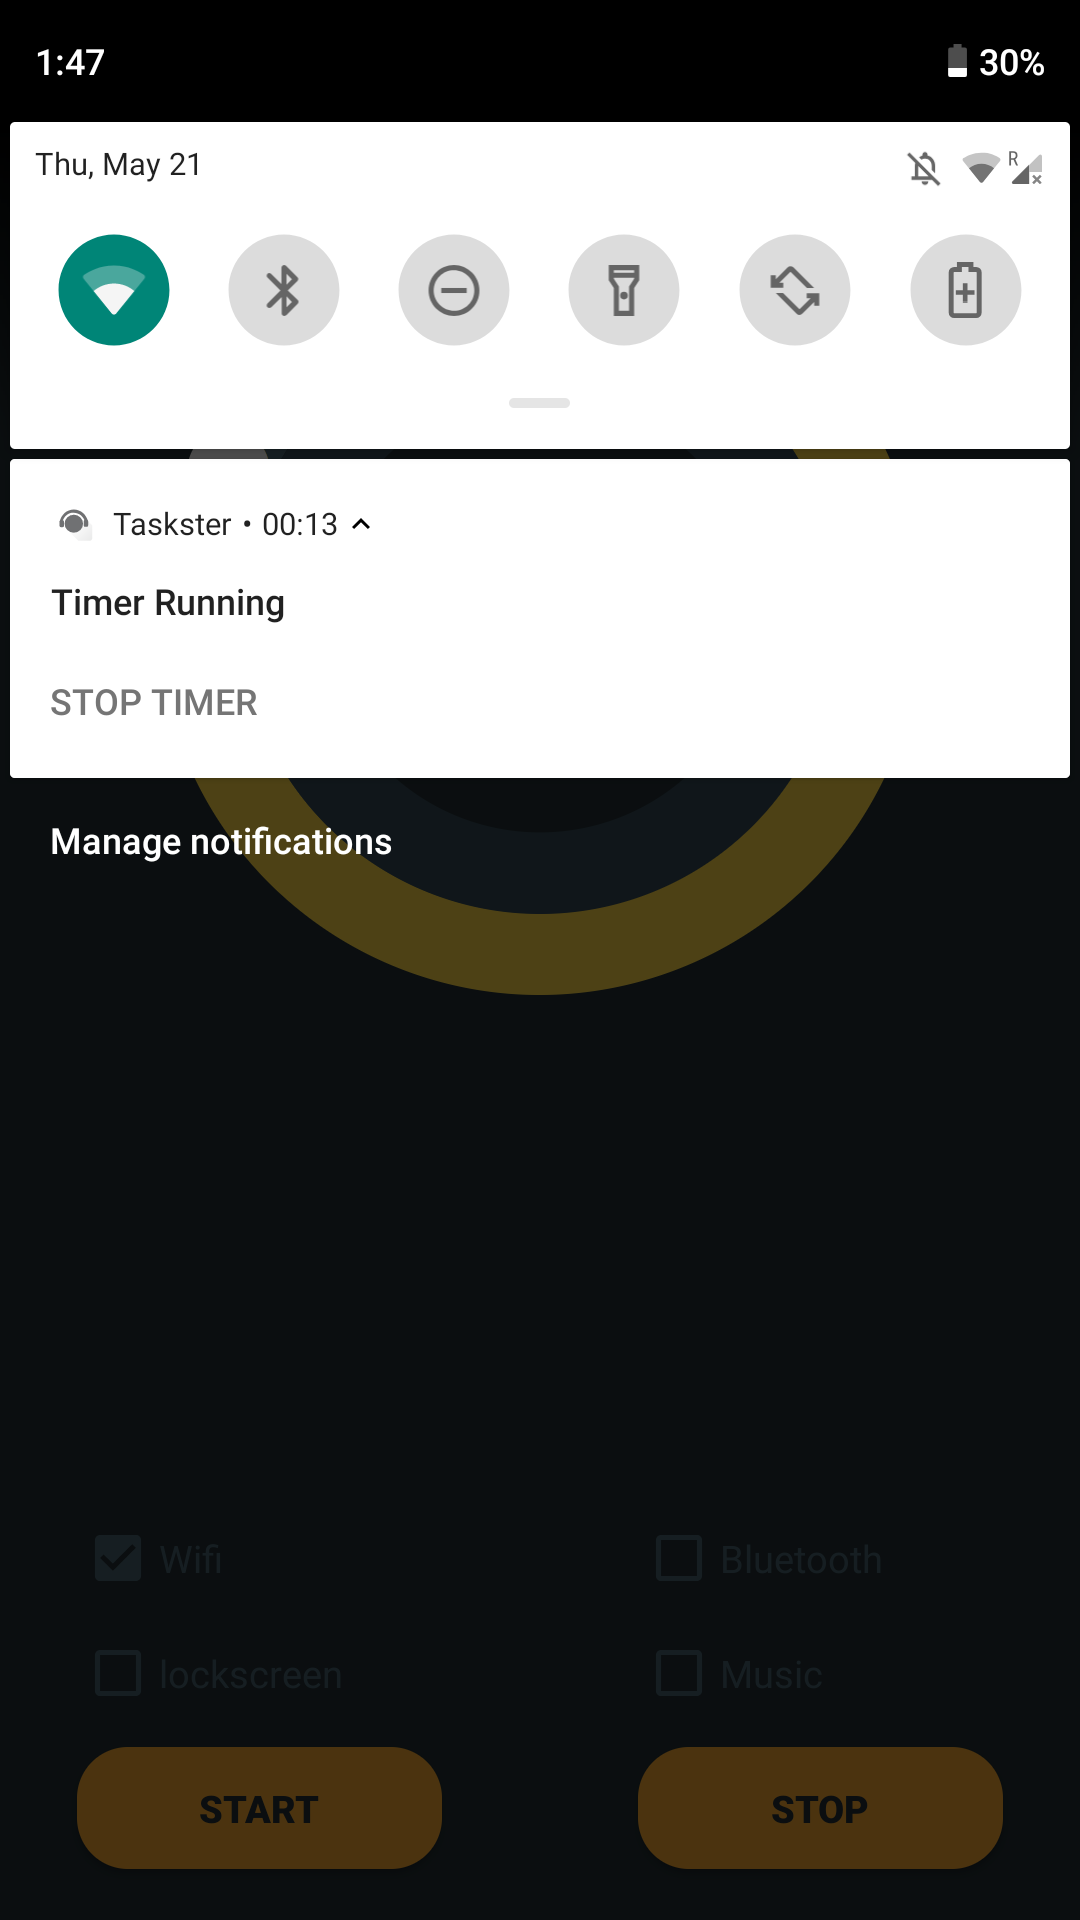 1:47
30%
Thu, May 21
R
Taskster • 00:13
Timer Running
STOP TIMER
Manage notifications
Wifi
Bluetooth
lockscreen
Music
START
STOP